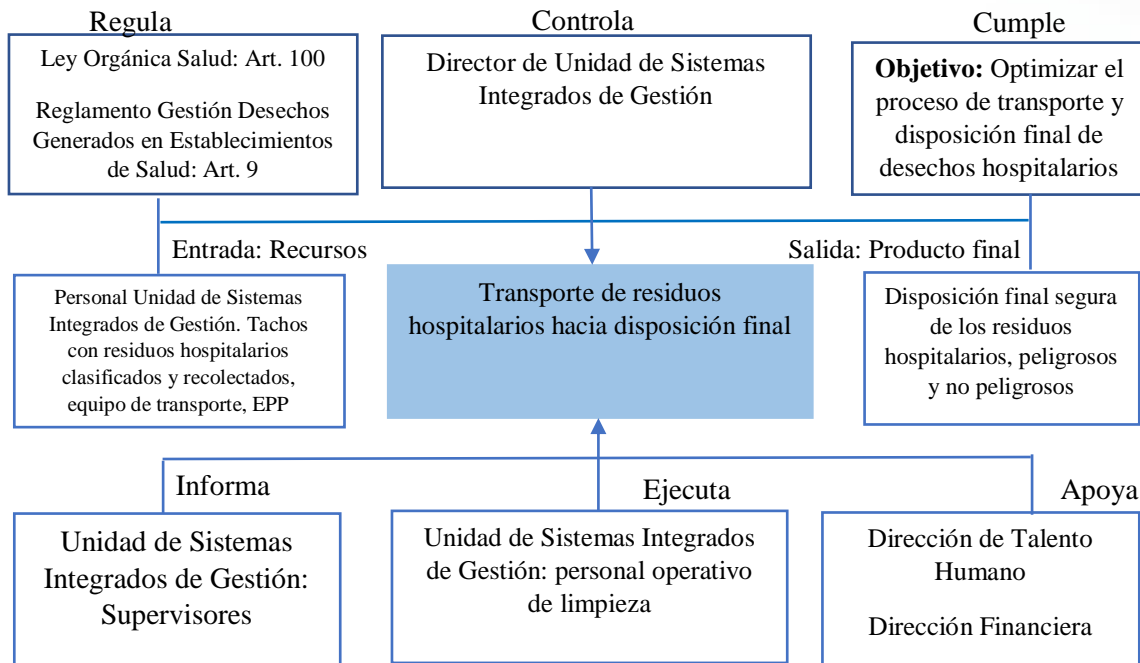 Regula
Ley Orgánica Salud: Art. 100
Reglamento Gestión Desechos
Generados en Establecimientos
de Salud: Art. 9
Controla
Director de Unidad de Sistemas
Integrados de Gestión
Cumple
Objetivo: Optimizar el
proceso de transporte y
disposición final de
desechos hospitalarios
Entrada: Recursos
Personal Unidad de Sistemas
Integrados de Gestión. Tachos
con residuos hospitalarios
clasificados y recolectados,
equipo de transporte, EPP
Transporte de residuos
hospitalarios hacia disposición final
Salida: Producto final
Disposición final segura
de los residuos
hospitalarios, peligrosos
y no peligrosos
Informa
Unidad de Sistemas
Integrados de Gestión:
Supervisores
Ejecuta
Unidad de Sistemas Integrados
de Gestión: personal operativo
de limpieza
Apoya
Dirección de Talento
Humano
Dirección Financiera